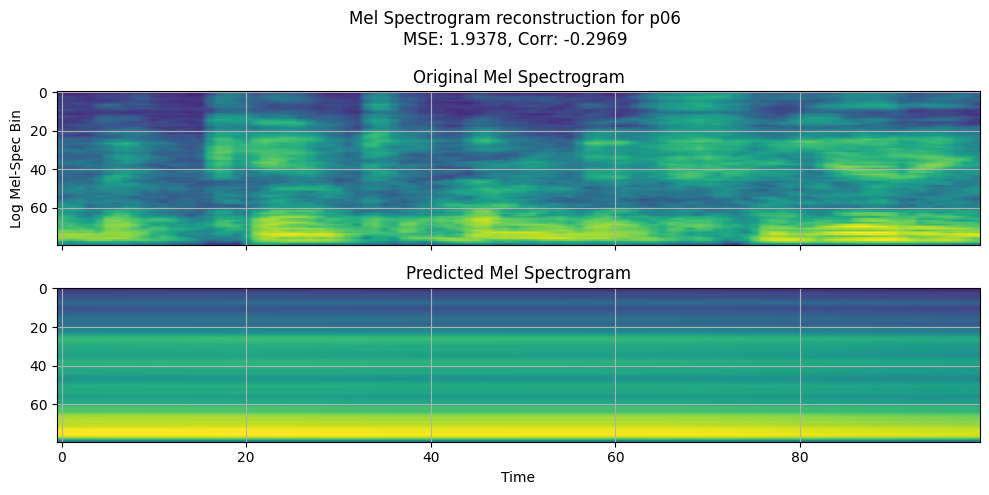 Mel Spectrogram reconstruction for p06
MSE: 1.9378, Corr: -0.2969
Original Mel Spectrogram
Log Mel-Spec Bin
0
20
40
60
Predicted Mel Spectrogram
0
20
40
60
0 20 40 60 80
Time